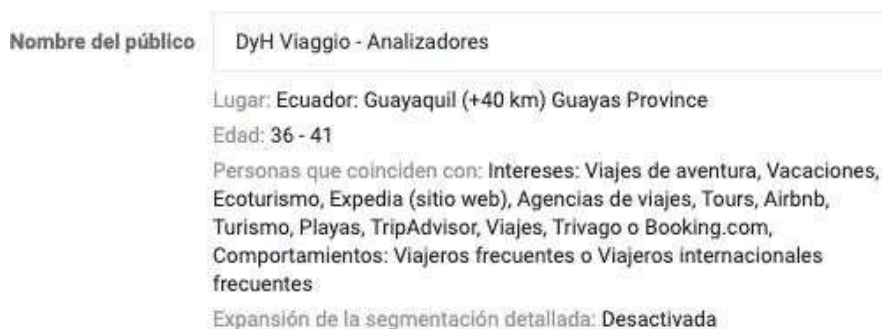 Nombre del público DyH Viaggio - Analizadores
Lugar: Ecuador: Guayaquil (+40 km) Guayas Province
Edad: 36 - 41
Personas que coinciden con: Intereses: Viajes de aventura, Vacaciones,
Ecoturismo, Expedia (sitio web), Agencias de viajes, Tours, Airbnb,
Turismo, Playas, TripAdvisor, Viajes, Trivago o Booking.com,
Comportamientos: Viajeros frecuentes o Viajeros internacionales
frecuentes
Expansión de la segmentación detallada: Desactivada